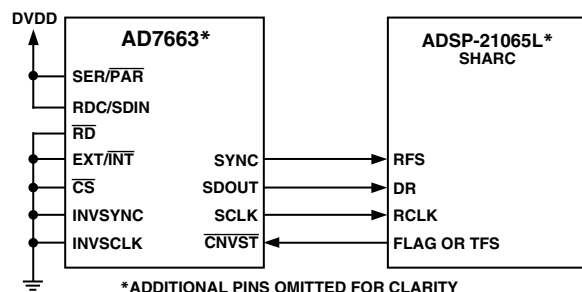 DVDD
AD7663*
SER/PAR
RDC/SDIN
RD
EXT/INT
CS
INVSYNC
INVSCLK
SYNC
SDOUT
SCLK
CNVST
ADSP-21065L*
SHARC
RFS
DR
RCLK
FLAG OR TFS
*ADDITIONAL PINS OMITTED FOR CLARITY